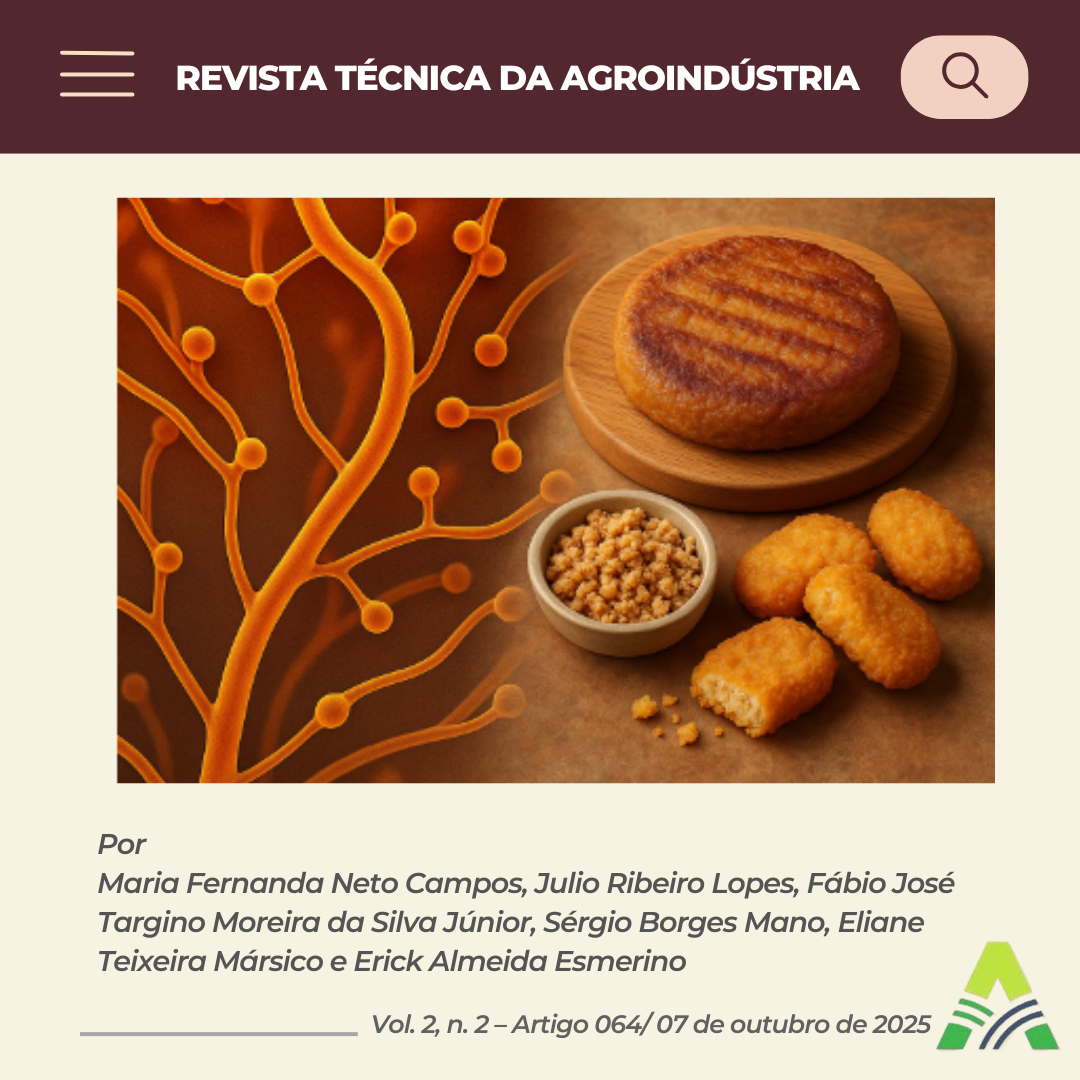 REVISTA TÉCNICA DA AGROINDÚSTRIA
Por
Maria Fernanda Neto Campos, Julio Ribeiro Lopes, Fábio José
Targino Moreira da Silva Júnior, Sérgio Borges Mano, Eliane
Teixeira Mársico e Erick Almeida Esmerino
Vol. 2, n. 2 – Artigo 064/ 07 de outubro de 2025